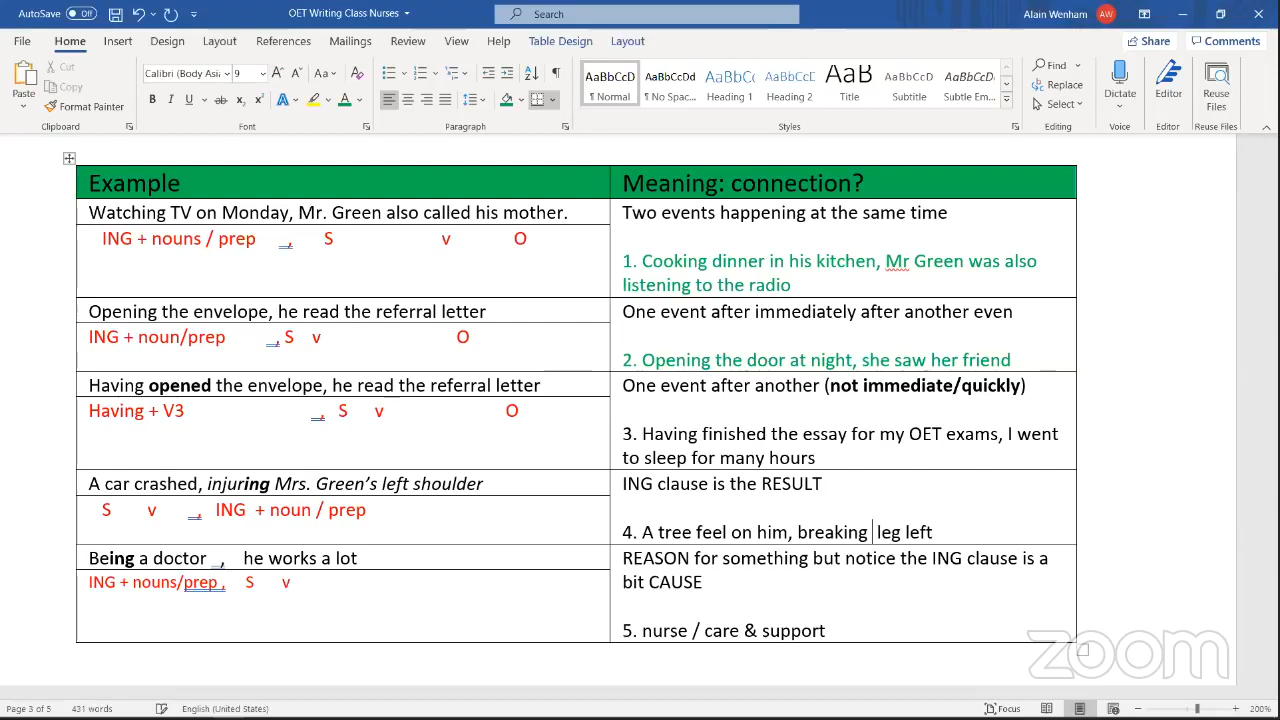 AutoSave Off
OET Writing Class Nurses
Search
Alain Wenham AW
File Home Insert Draw Design Layout References Mailings Review View Help Table Design Layout Share Comments
Paste
Cut
Copy
Format Painter
Calibri (Body Asi 9
AaBbCcD AaBbCcDd AaBbCc AaBbCcC AaB AaBbCcD AaBbCcD
¶ Normal ¶ No Spac... Heading 1 Heading 2 Title Subtitle Subtle Em...
Find
Replace
Select
Dictate Editor Reuse Files
Clipboard Font Paragraph Styles Editing Voice Editor Reuse Files
Example Meaning: connection?
Watching TV on Monday, Mr. Green also called his mother.
ING + nouns / prep , S v O
Two events happening at the same time
1. Cooking dinner in his kitchen, Mr Green was also
listening to the radio
Opening the envelope, he read the referral letter
ING + noun/prep , S v O
One event after immediately after another even
2. Opening the door at night, she saw her friend
Having opened the envelope, he read the referral letter
Having + V3 , S v O
One event after another (not immediate/quickly)
3. Having finished the essay for my OET exams, I went
to sleep for many hours
A car crashed, injuring Mrs. Green's left shoulder
S v , ING + noun / prep
ING clause is the RESULT
4. A tree feel on him, breaking leg left
Being a doctor , he works a lot
ING + nouns/prep , S v
REASON for something but notice the ING clause is a
bit CAUSE
5. nurse / care & support
zoom
Page 3 of 5 431 words English (United States) Focus 200%